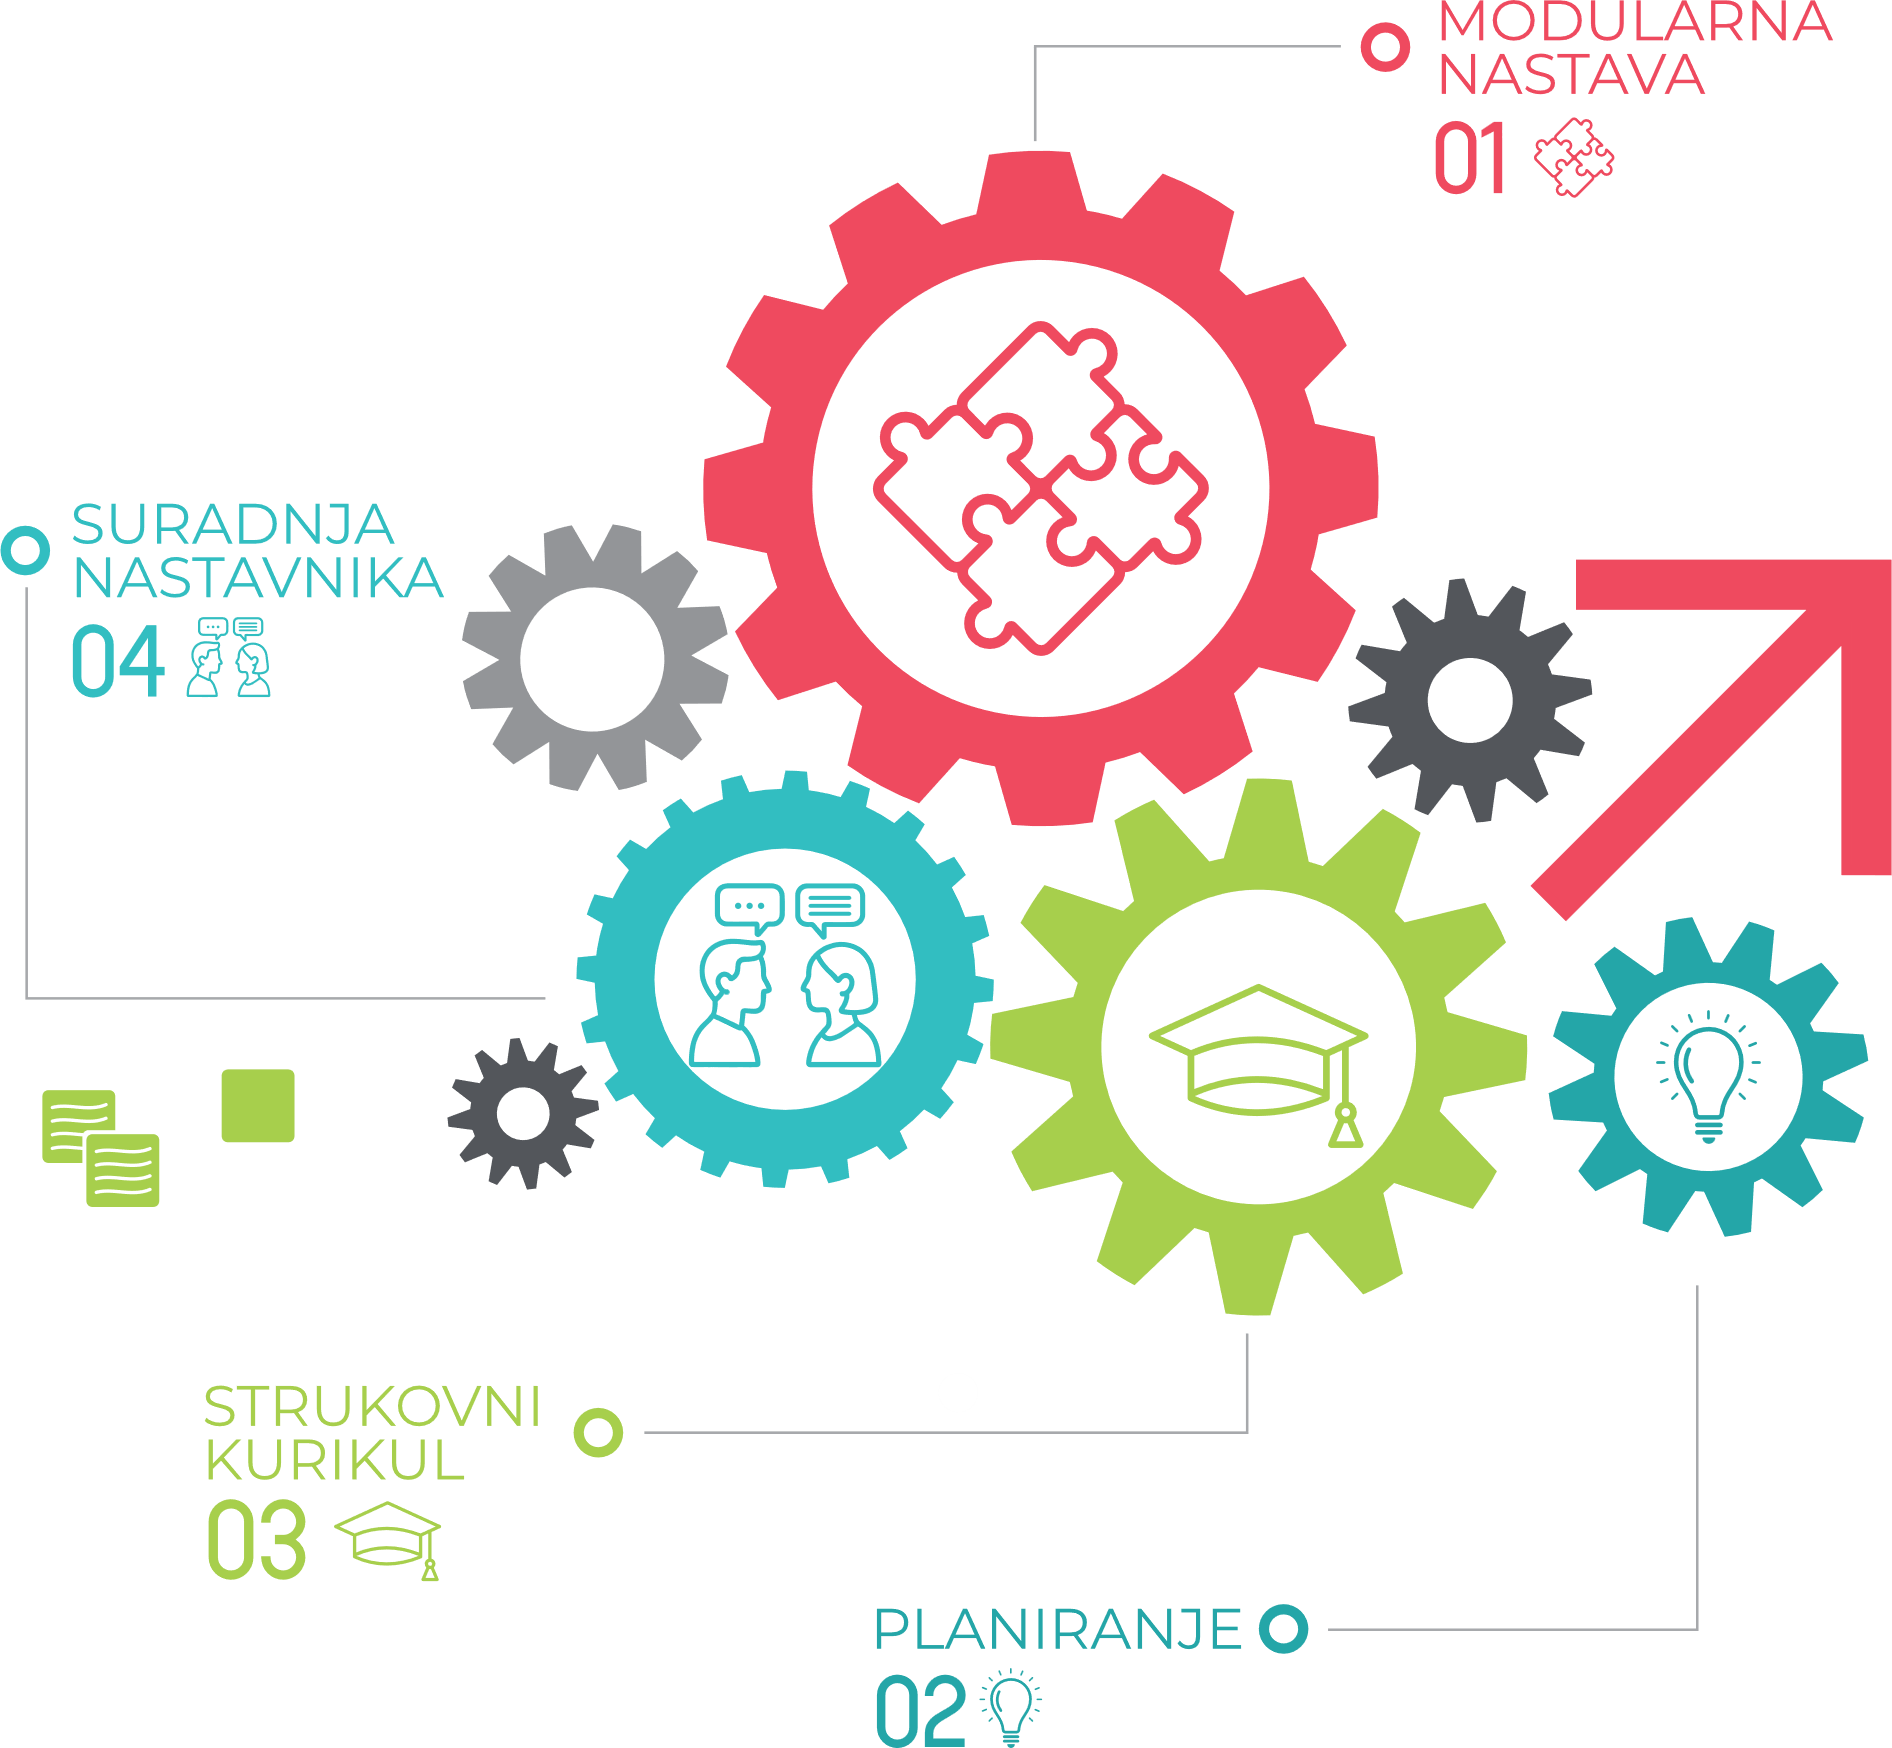 MODULARNA
NASTAVA
01
SURADNJA
NASTAVNIKA
04
STRUKOVNI
KURIKUL
03
PLANIRANJE
02